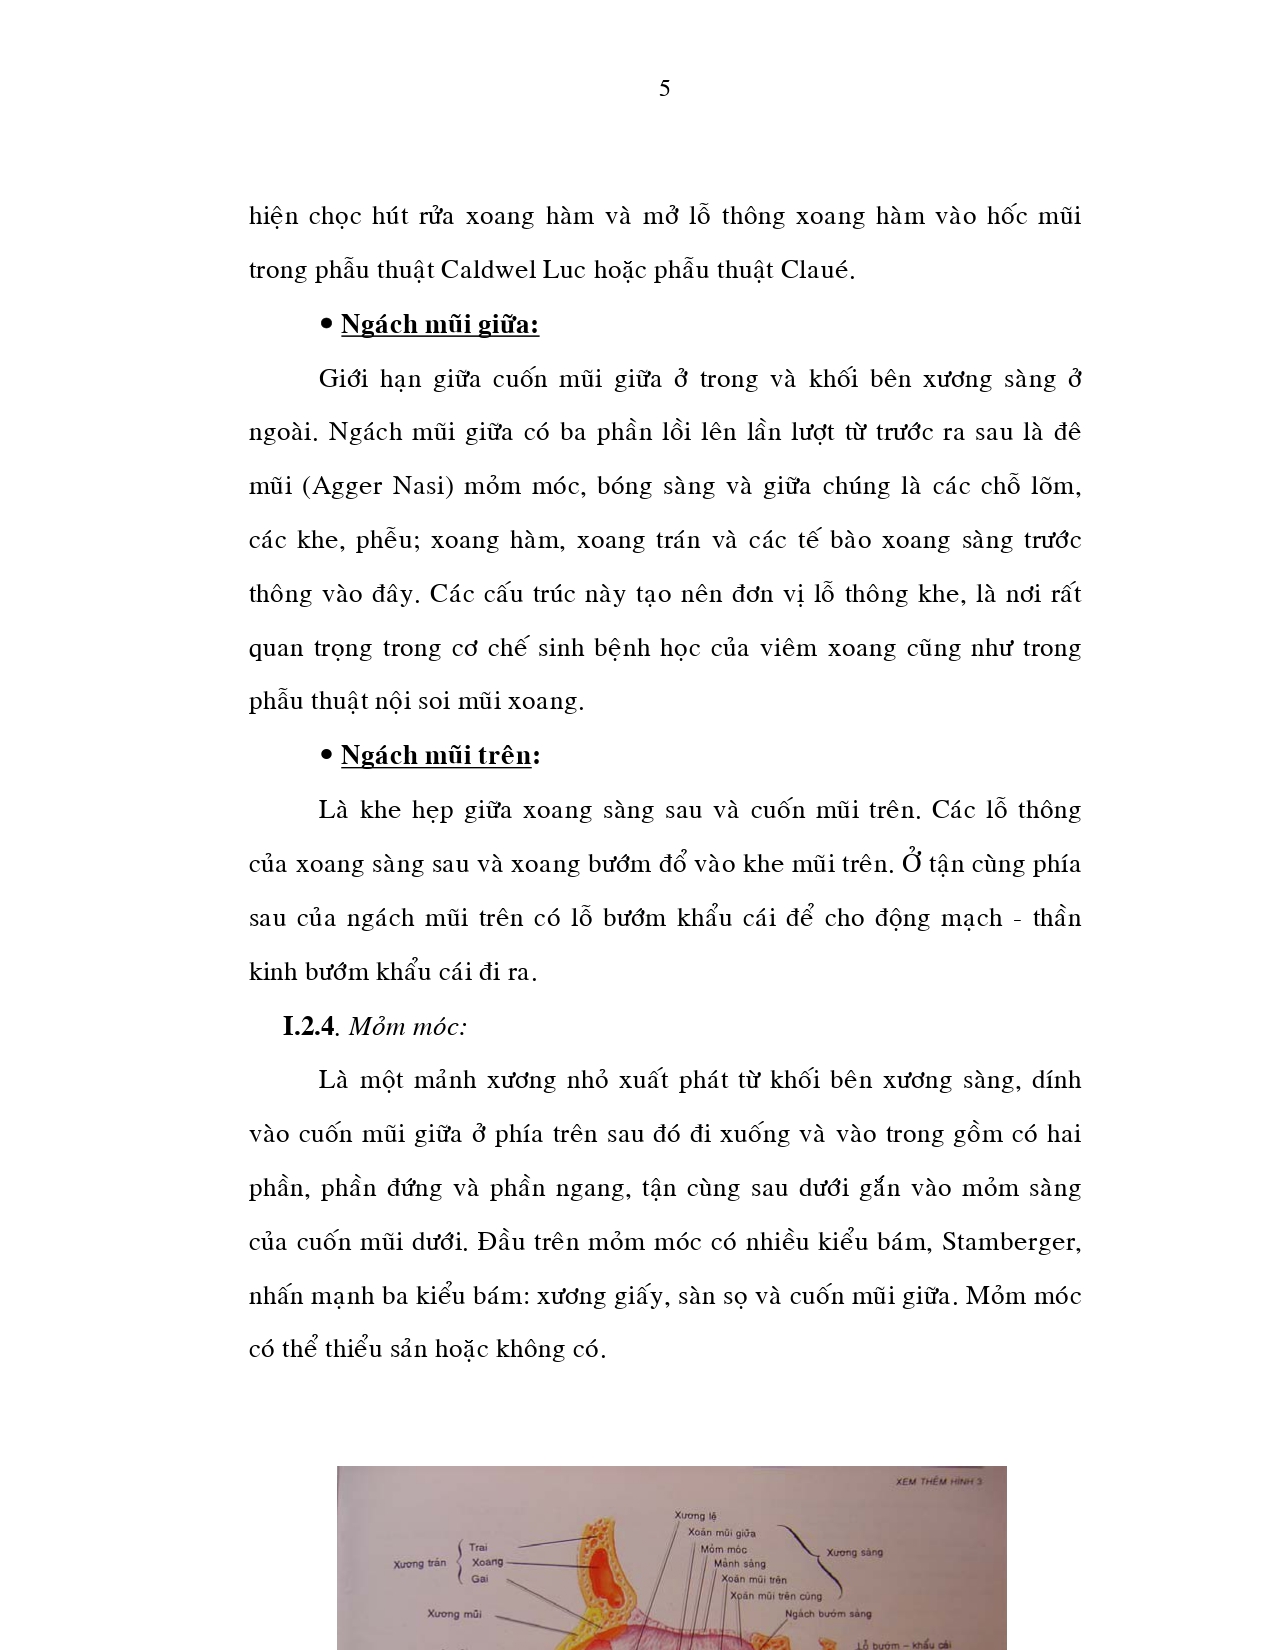 5
hiện chọc hút rửa xoang hàm và mở lỗ thông xoang hàm vào hốc mũi
trong phẫu thuật Caldwel Luc hoặc phẫu thuật Claué.
• Ngách mũi giữa:
Giới hạn giữa cuốn mũi giữa ở trong và khối bên xương sàng ở
ngoài. Ngách mũi giữa có ba phần lồi lên lần lượt từ trước ra sau là đê
mũi (Agger Nasi) mỏm móc, bóng sàng và giữa chúng là các chỗ lõm,
các khe, phễu; xoang hàm, xoang trán và các tế bào xoang sàng trước
thông vào đây. Các cấu trúc này tạo nên đơn vị lỗ thông khe, là nơi rất
quan trọng trong cơ chế sinh bệnh học của viêm xoang cũng như trong
phẫu thuật nội soi mũi xoang.
• Ngách mũi trên:
Là khe hẹp giữa xoang sàng sau và cuốn mũi trên. Các lỗ thông
của xoang sàng sau và xoang bướm đổ vào khe mũi trên. Ở tận cùng phía
sau của ngách mũi trên có lỗ bướm khẩu cái để cho động mạch - thần
kinh bướm khẩu cái đi ra.
I.2.4. Mỏm móc:
Là một mảnh xương nhỏ xuất phát từ khối bên xương sàng, dính
vào cuốn mũi giữa ở phía trên sau đó đi xuống và vào trong gồm có hai
phần, phần đứng và phần ngang, tận cùng sau dưới gắn vào mỏm sàng
của cuốn mũi dưới. Đầu trên mỏm móc có nhiều kiểu bám, Stamberger,
nhấn mạnh ba kiểu bám: xương giấy, sàn sọ và cuốn mũi giữa. Mỏm móc
có thể thiểu sản hoặc không có.
XEM THÊM HÌNH 3
Xương lệ
Xoăn mũi giữa
Mỏm móc
Mảnh sàng
Xoăn mũi trên
Xoăn mũi trên cùng
Xương sàng
Ngách bướm sàng
Lỗ bướm – khẩu cái
Xương trán
Trai
Xoang
Gai
Xương mũi